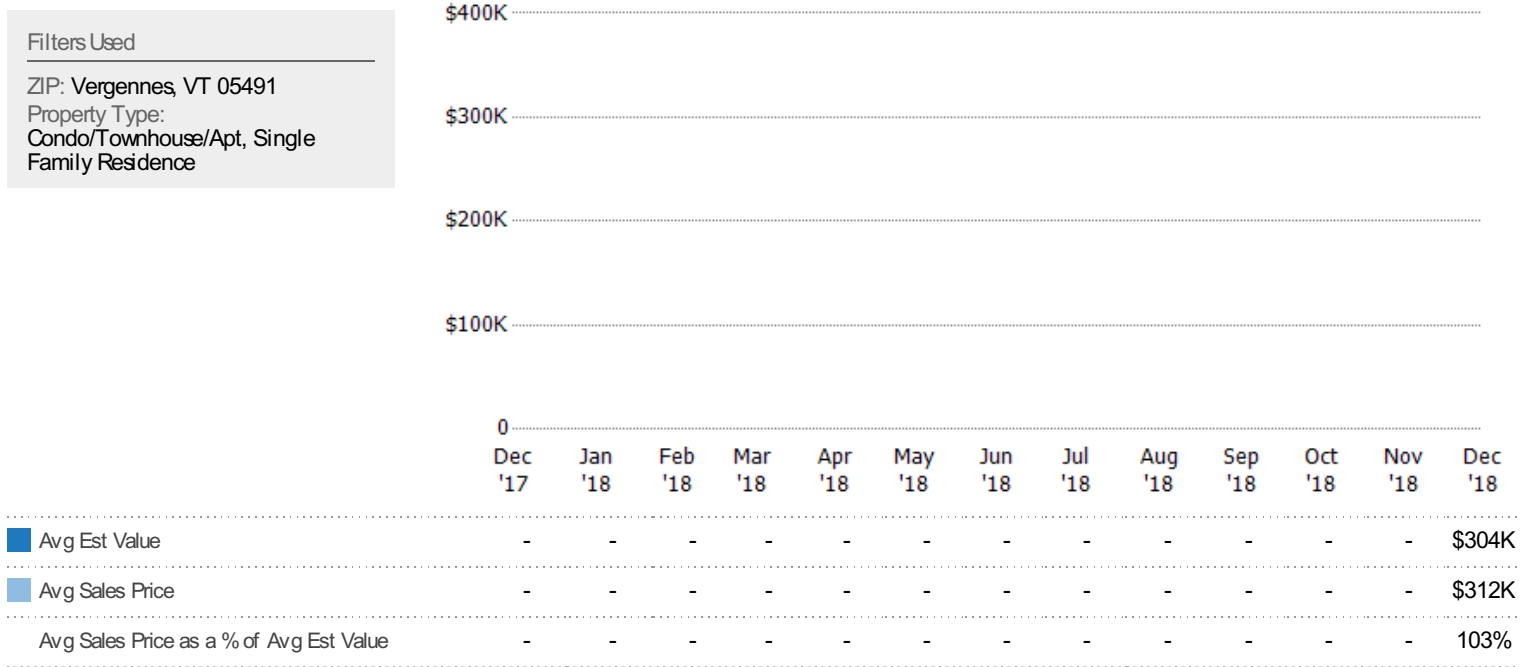 Filters Used
ZIP: Vergennes, VT 05491
Property Type:
Condo/Townhouse/Apt, Single
Family Residence
$400K
$300K
$200K
$100K
0
Dec Jan Feb Mar Apr May Jun Jul Aug Sep Oct Nov Dec
'17 '18 '18 '18 '18 '18 '18 '18 '18 '18 '18 '18 '18
Avg Est Value - - - - - - - - - - - - $304K
Avg Sales Price - - - - - - - - - - - - $312K
Avg Sales Price as a % of Avg Est Value - - - - - - - - - - - - 103%